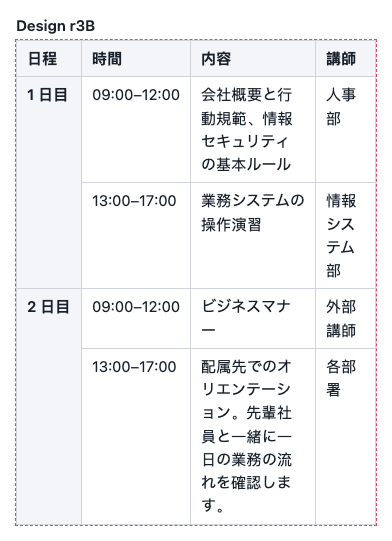 Design r3B
日程 時間 内容 講師
1 日目 09:00–12:00 会社概要と行 人事
動規範、情報 部
セキュリティ
の基本ルール
13:00–17:00 業務システムの 情報
操作演習 シス
テム
部
2 日目 09:00–12:00 ビジネスマナ 外部
ー 講師
13:00–17:00 配属先でのオ 各部
リエンテーシ 署
ョン。先輩社
員と一緒に一
日の業務の流
れを確認しま
す。